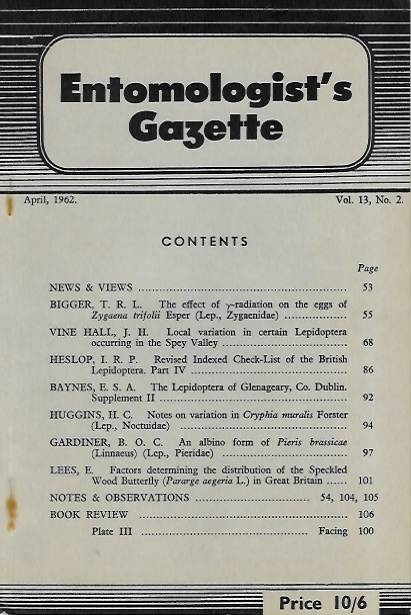 Entomologist's
Gazette
April, 1962. Vol. 13, No. 2.
CONTENTS
Page
NEWS & VIEWS 53
BIGGER, T. R. L. The effect of γ-radiation on the eggs of
Zygaena trifolii Esper (Lep., Zygaenidae) 55
VINE HALL, J. H. Local variation in certain Lepidoptera
occurring in the Spey Valley 68
HESLOP, I. R. P. Revised Indexed Check-List of the British
Lepidoptera. Part IV 86
BAYNES, E. S. A. The Lepidoptera of Glenageary, Co. Dublin.
Supplement II 92
HUGGINS, H. C. Notes on variation in Cryphia muralis Forster
(Lep., Noctuidae) 94
GARDINER, B. O. C. An albino form of Pieris brassicae
(Linnaeus) (Lep., Pieridae) 97
LEES, E. Factors determining the distribution of the Speckled
Wood Butterfly (Pararge aegeria L.) in Great Britain 101
NOTES & OBSERVATIONS 54, 104, 105
BOOK REVIEW 106
Plate III Facing 100
Price 10/6